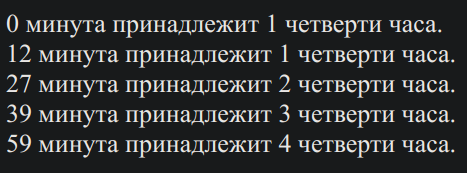 0 минута принадлежит 1 четверти часа.
12 минута принадлежит 1 четверти часа.
27 минута принадлежит 2 четверти часа.
39 минута принадлежит 3 четверти часа.
59 минута принадлежит 4 четверти часа.